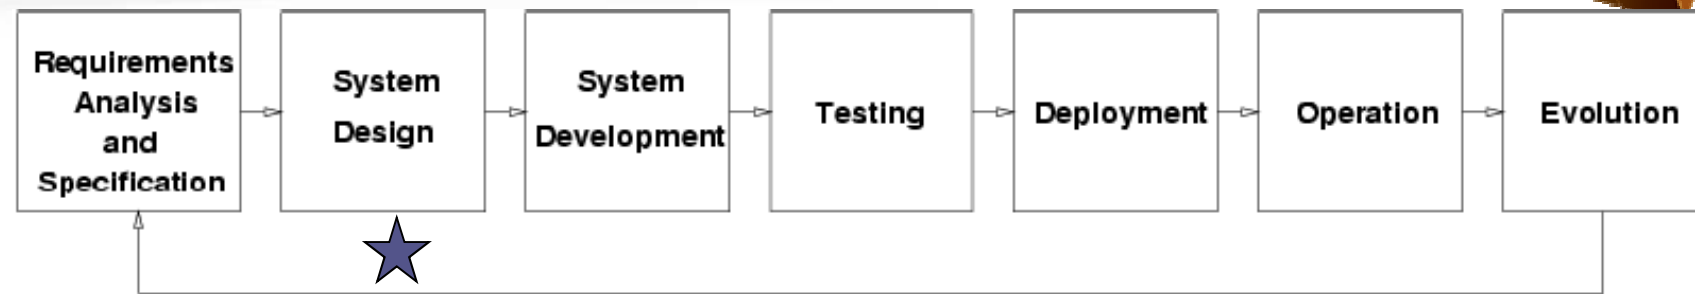 Requirements
Analysis
and
Specification
System
Design
System
Development
Testing
Deployment
Operation
Evolution